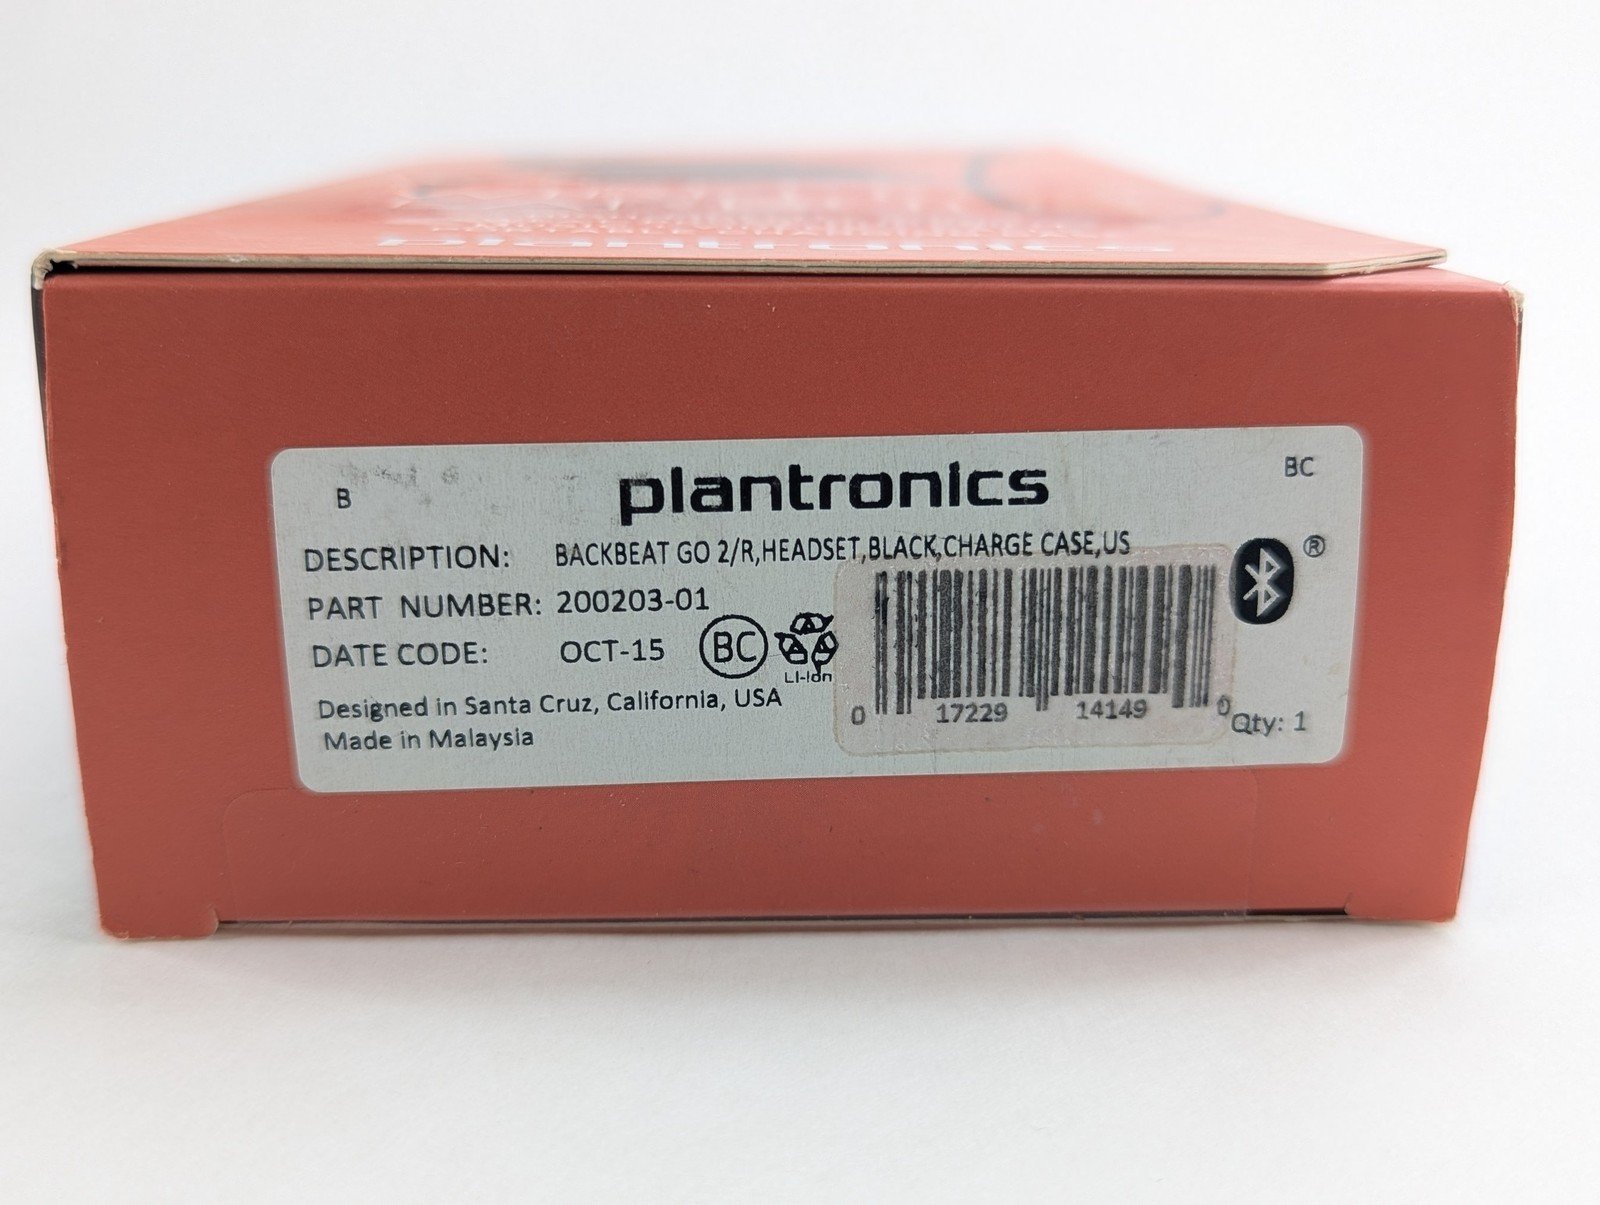 plantronics
B
plantronics
BC
DESCRIPTION: BACKBEAT GO 2/R,HEADSET,BLACK,CHARGE CASE,US
®
PART NUMBER: 200203-01
DATE CODE: OCT-15
BC
LI-Ion
Designed in Santa Cruz, California, USA
Made in Malaysia
0 17229 14149 0
Qty: 1